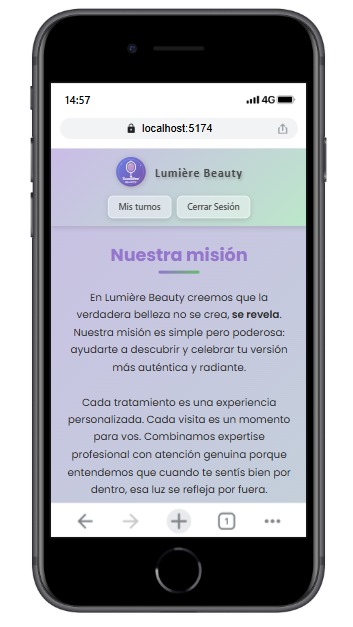 14:57
4G
localhost:5174
Lumière Beauty
Mis turnos
Cerrar Sesión
Nuestra misión
En Lumière Beauty creemos que la
verdadera belleza no se crea, se revela.
Nuestra misión es simple pero poderosa:
ayudarte a descubrir y celebrar tu versión
más auténtica y radiante.
Cada tratamiento es una experiencia
personalizada. Cada visita es un momento
para vos. Combinamos expertise
profesional con atención genuina porque
entendemos que cuando te sentís bien por
dentro, esa luz se refleja por fuera.
1